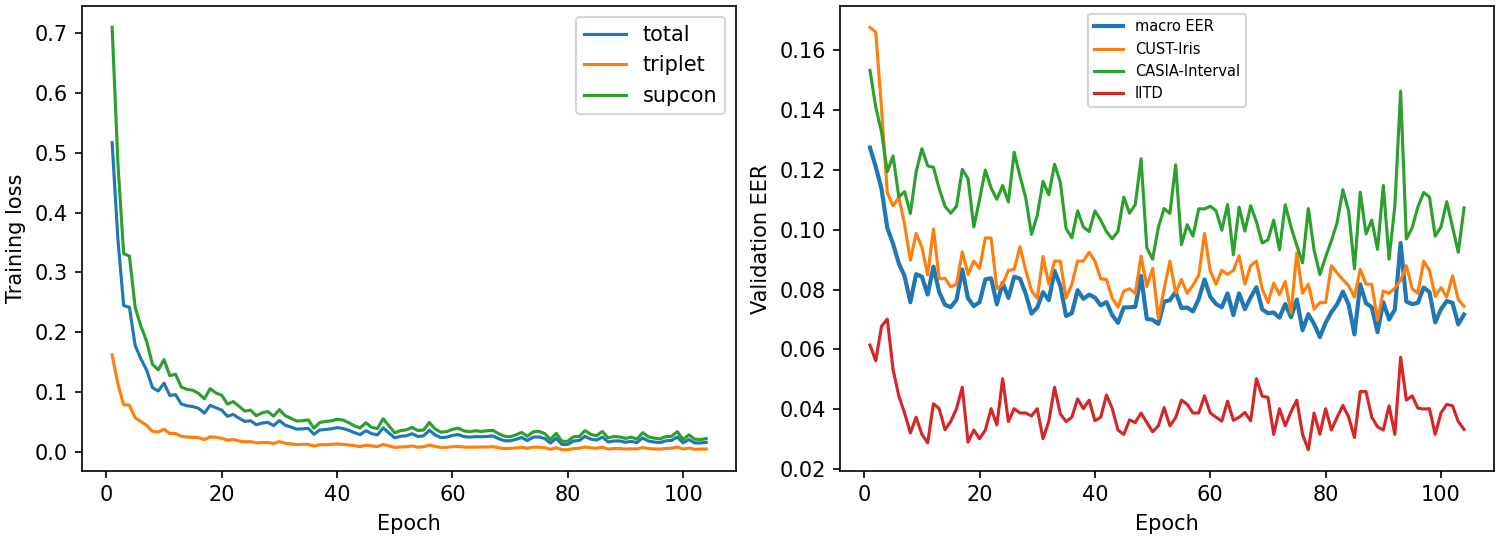 Training loss
0.7
0.6
0.5
0.4
0.3
0.2
0.1
0.0
0 20 40 60 80 100
Epoch
total
triplet
supcon
Validation EER
0.16
0.14
0.12
0.10
0.08
0.06
0.04
0.02
0 20 40 60 80 100
Epoch
macro EER
CUST-Iris
CASIA-Interval
IITD